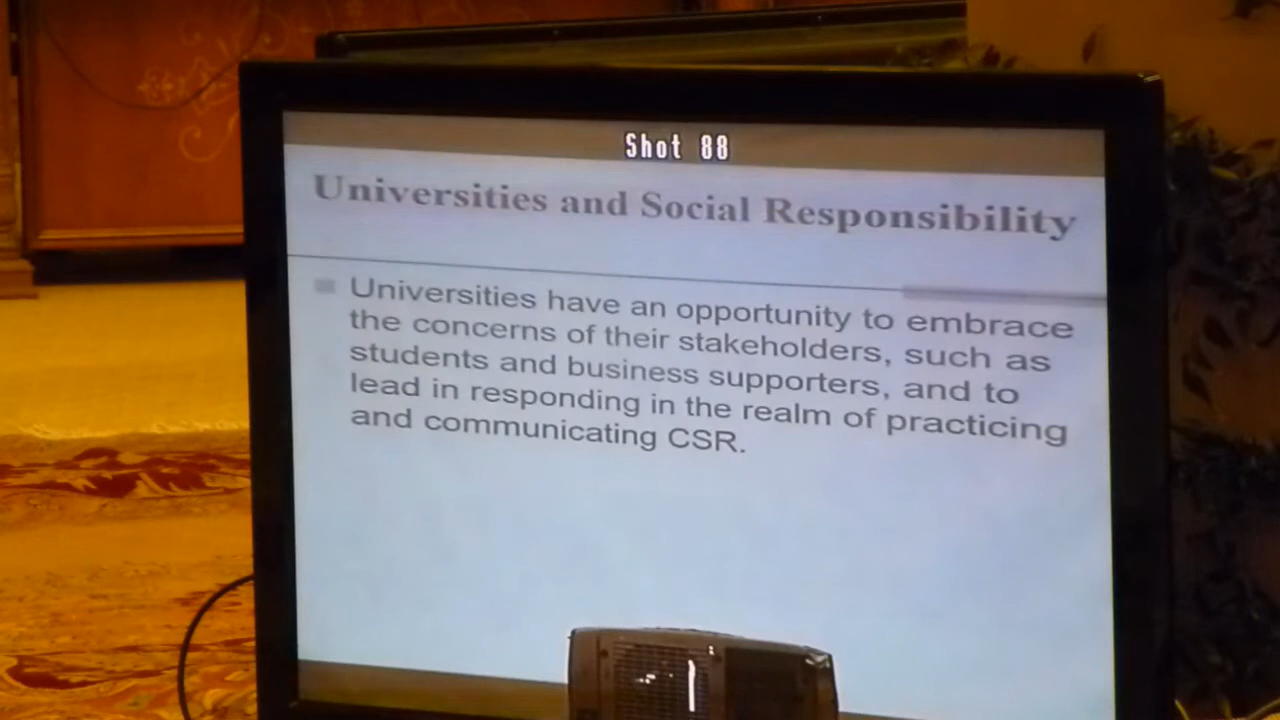 Shot 88
Universities and Social Responsibility
Universities have an opportunity to embrace
the concerns of their stakeholders, such as
students and business supporters, and to
lead in responding in the realm of practicing
and communicating CSR.